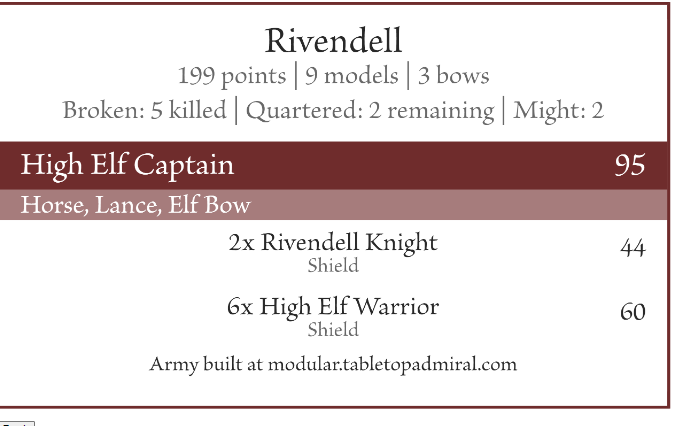 Rivendell
199 points | 9 models | 3 bows
Broken: 5 killed | Quartered: 2 remaining | Might: 2
High Elf Captain 95
Horse, Lance, Elf Bow
2x Rivendell Knight 44
Shield
6x High Elf Warrior 60
Shield
Army built at modular.tabletopadmiral.com